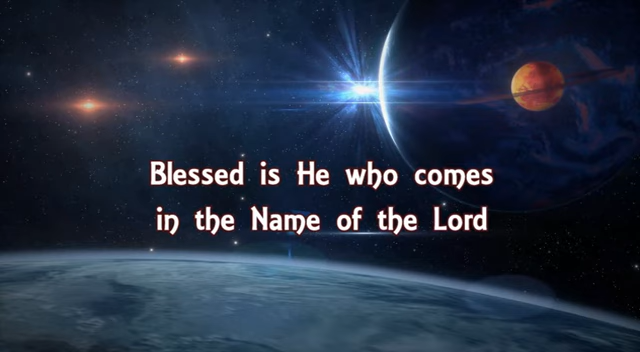 Blessed is He who comes
in the Name of the Lord